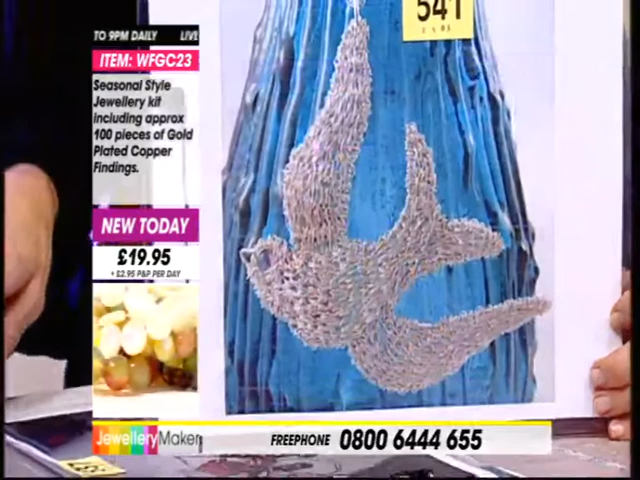 TO 9PM DAILY LIVE
ITEM: WFGC23
Seasonal Style
Jewellery kit
including approx
100 pieces of Gold
Plated Copper
Findings.
NEW TODAY
£19.95
+ £2.95 P&P PER DAY
541
JewelleryMaker
FREEPHONE 0800 6444 655